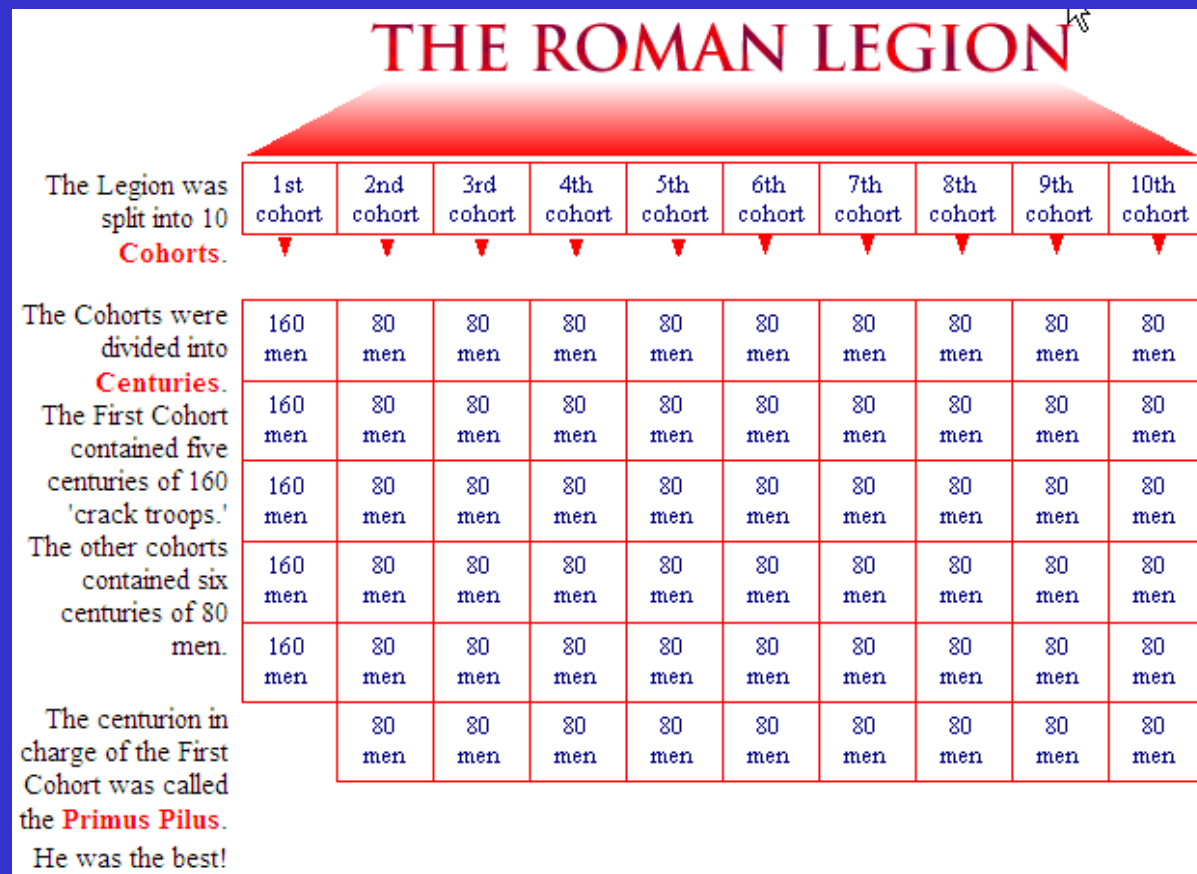 THE ROMAN LEGION
The Legion was
split into 10
Cohorts.
1st 2nd 3rd 4th 5th 6th 7th 8th 9th 10th
cohort cohort cohort cohort cohort cohort cohort cohort cohort cohort
The Cohorts were
divided into
Centuries.
The First Cohort
contained five
centuries of 160
'crack troops.'
The other cohorts
contained six
centuries of 80
men.
160 80 80 80 80 80 80 80 80 80
men men men men men men men men men men
160 80 80 80 80 80 80 80 80 80
men men men men men men men men men men
160 80 80 80 80 80 80 80 80 80
men men men men men men men men men men
160 80 80 80 80 80 80 80 80 80
men men men men men men men men men men
160 80 80 80 80 80 80 80 80 80
men men men men men men men men men men
80 80 80 80 80 80 80 80 80
men men men men men men men men men
The centurion in
charge of the First
Cohort was called
the Primus Pilus.
He was the best!